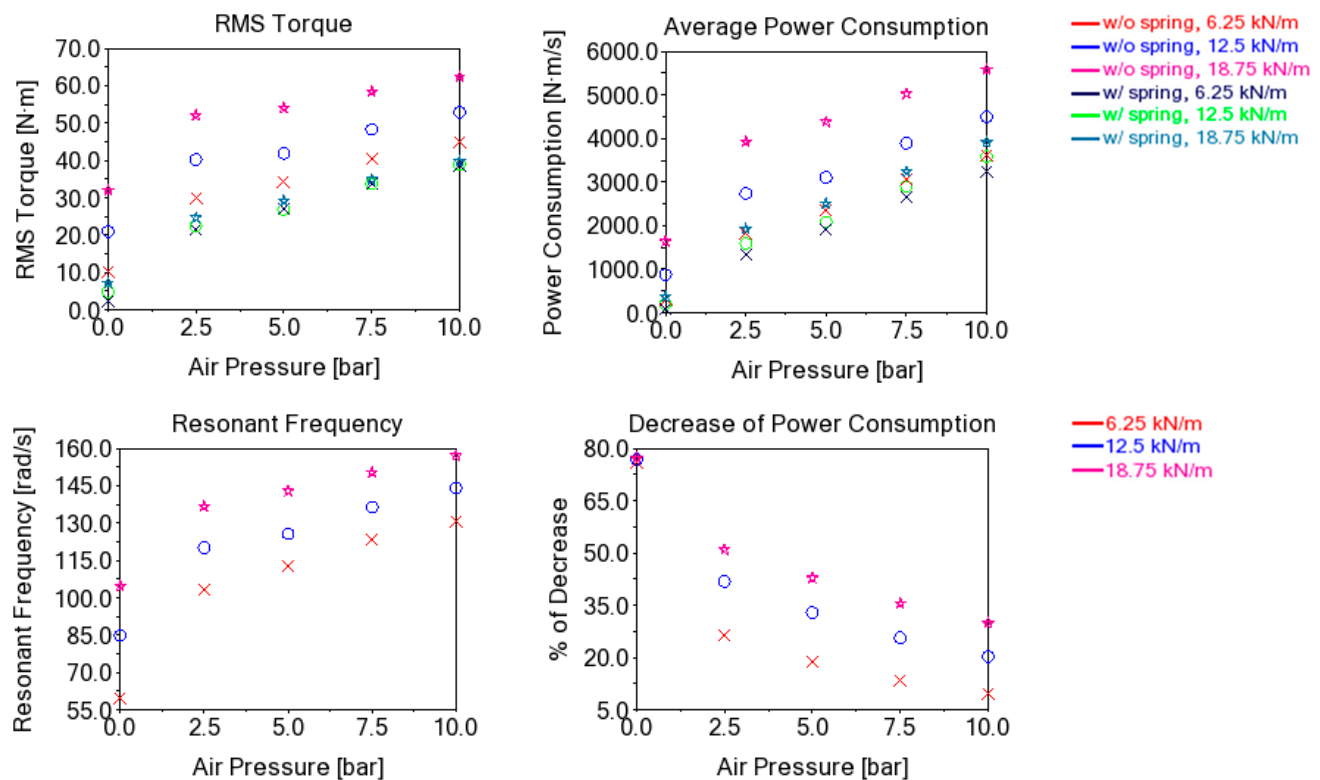 RMS Torque
70.0
60.0
50.0
40.0
30.0
20.0
10.0
0.0
RMS Torque [N·m]
0.0 2.5 5.0 7.5 10.0
Air Pressure [bar]
Average Power Consumption
6000.0
5000.0
4000.0
3000.0
2000.0
1000.0
0.0
Power Consumption [N·m/s]
0.0 2.5 5.0 7.5 10.0
Air Pressure [bar]
w/o spring, 6.25 kN/m
w/o spring, 12.5 kN/m
w/o spring, 18.75 kN/m
w/ spring, 6.25 kN/m
w/ spring, 12.5 kN/m
w/ spring, 18.75 kN/m
Resonant Frequency
160.0
145.0
130.0
115.0
100.0
85.0
70.0
55.0
Resonant Frequency [rad/s]
0.0 2.5 5.0 7.5 10.0
Air Pressure [bar]
Decrease of Power Consumption
80.0
65.0
50.0
35.0
20.0
5.0
% of Decrease
0.0 2.5 5.0 7.5 10.0
Air Pressure [bar]
6.25 kN/m
12.5 kN/m
18.75 kN/m